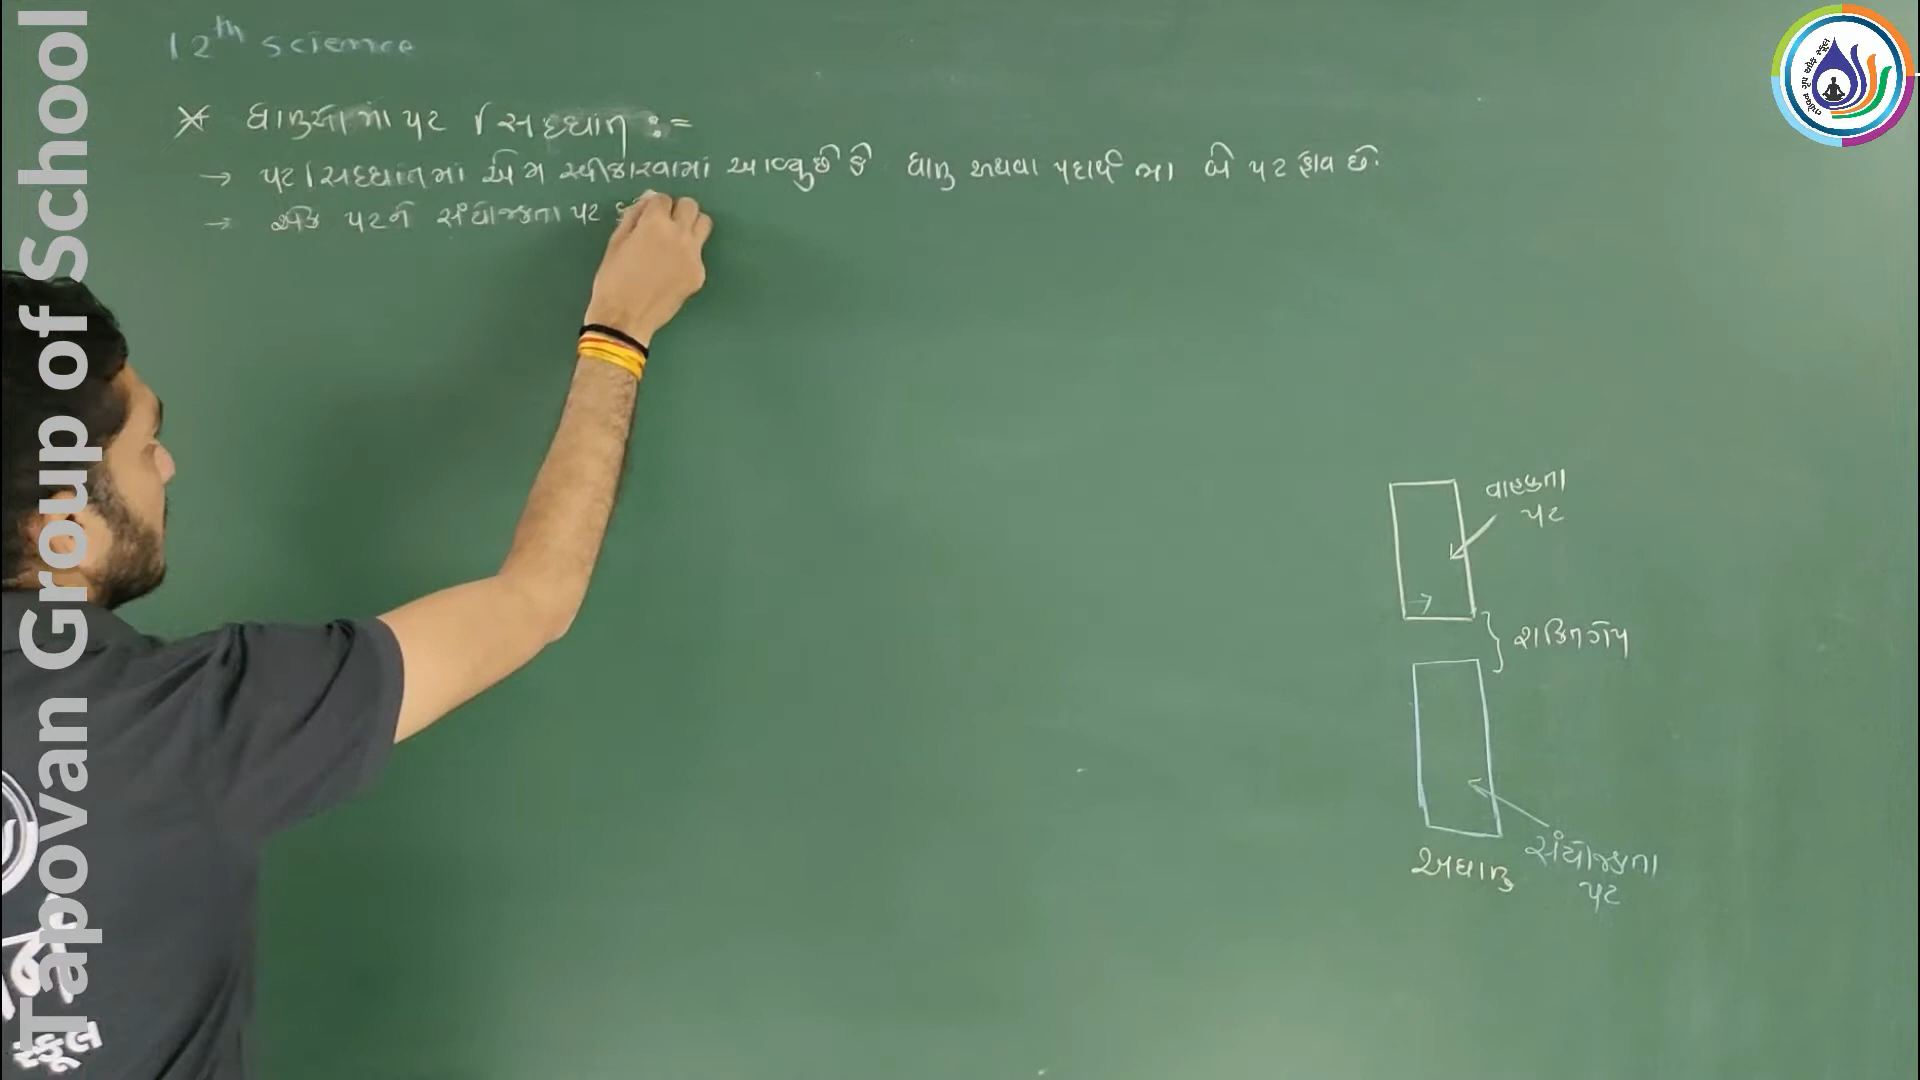 12th science
* ધાતુઓમાં પટ સિદ્ધાંત :=
→ પટ સિદ્ધાંતમાં એમ સ્વીકારવામાં આવ્યું છે કે ધાતુ અથવા પદાર્થમાં બે પટ હોય છે.
→ એક પટને સંયોજકતા પટ
વાહકતા
પટ
શક્તિગેપ
સંયોજકતા
પટ
અધાતુ
Tapovan Group of School
સ્કૂલ